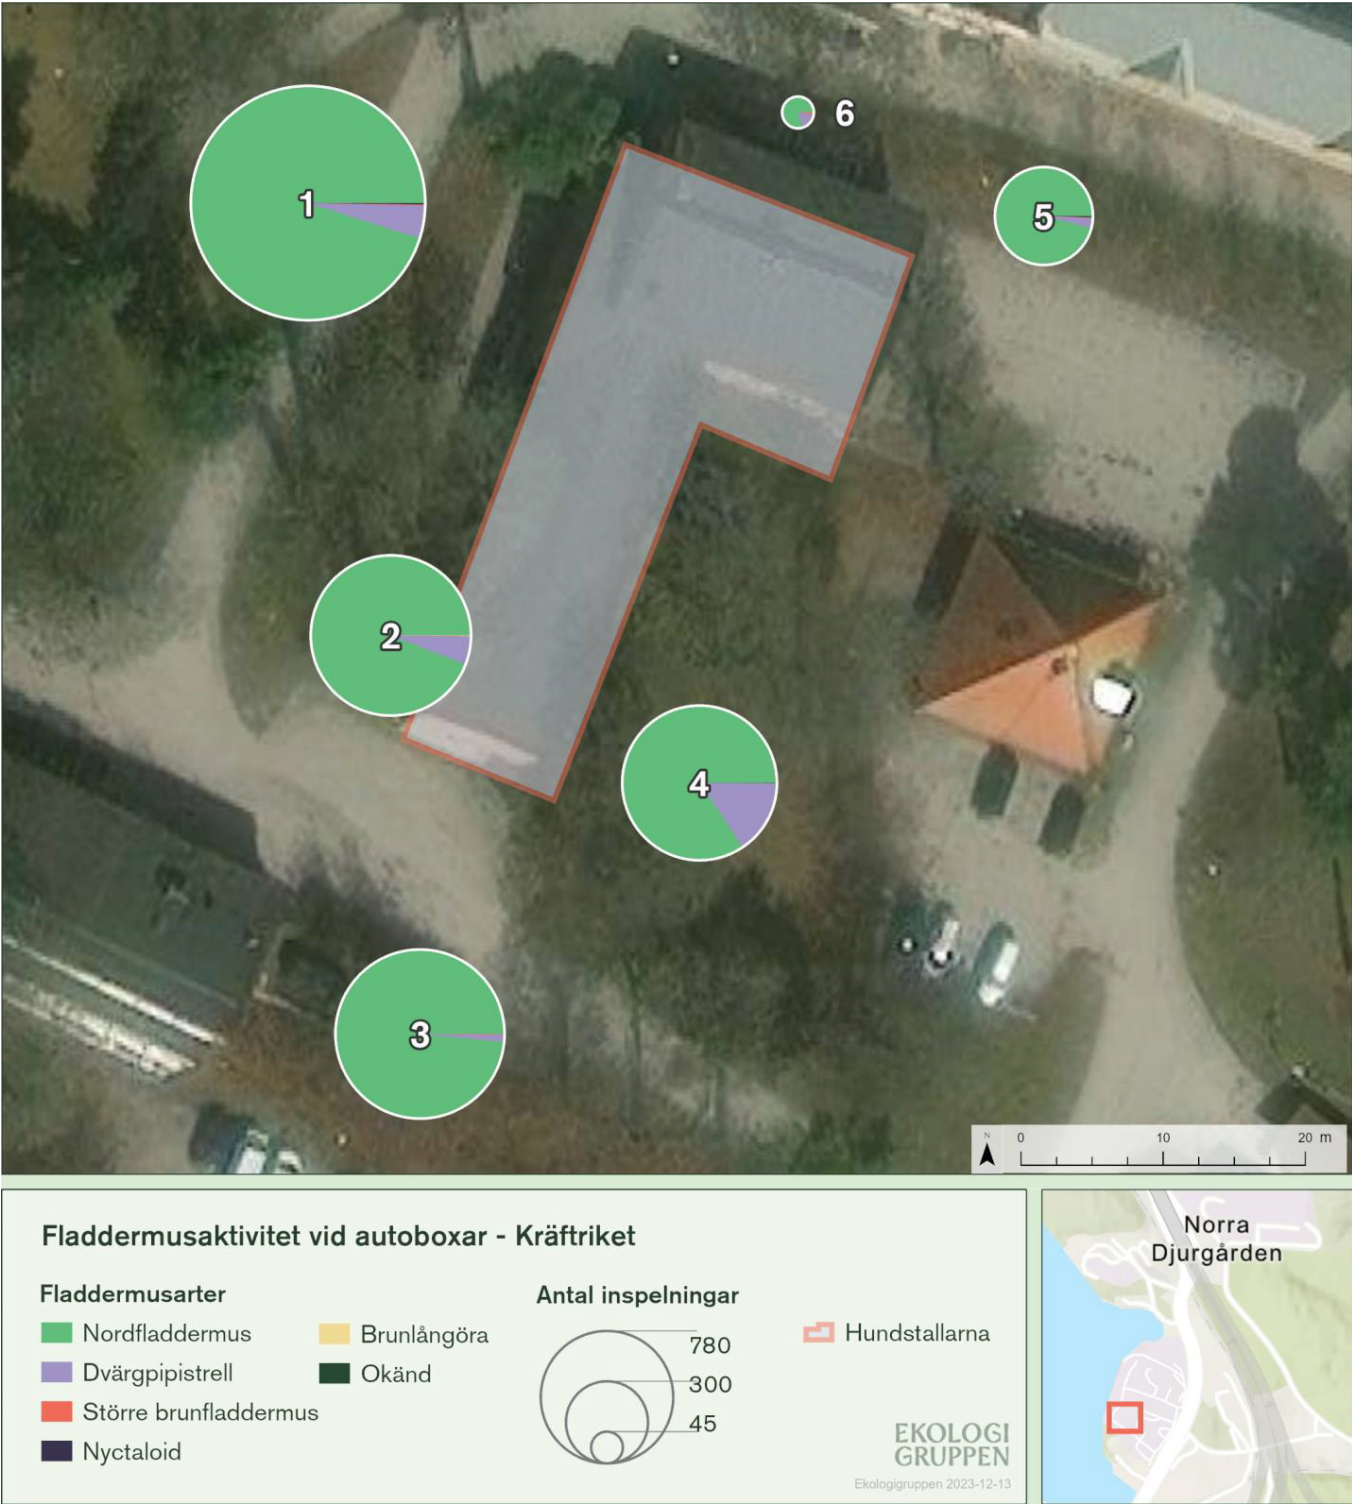 1
6
5
2
4
3
N
0 10 20 m
Fladdermusaktivitet vid autoboxar - Kräftriket
Fladdermusarter
Nordfladdermus
Dvärgpipistrell
Större brunfladdermus
Nyctaloid
Brunlångöra
Okänd
Antal inspelningar
780
300
45
Hundstallarna
EKOLOGI
GRUPPEN
Ekologigruppen 2023-12-13
Norra
Djurgården